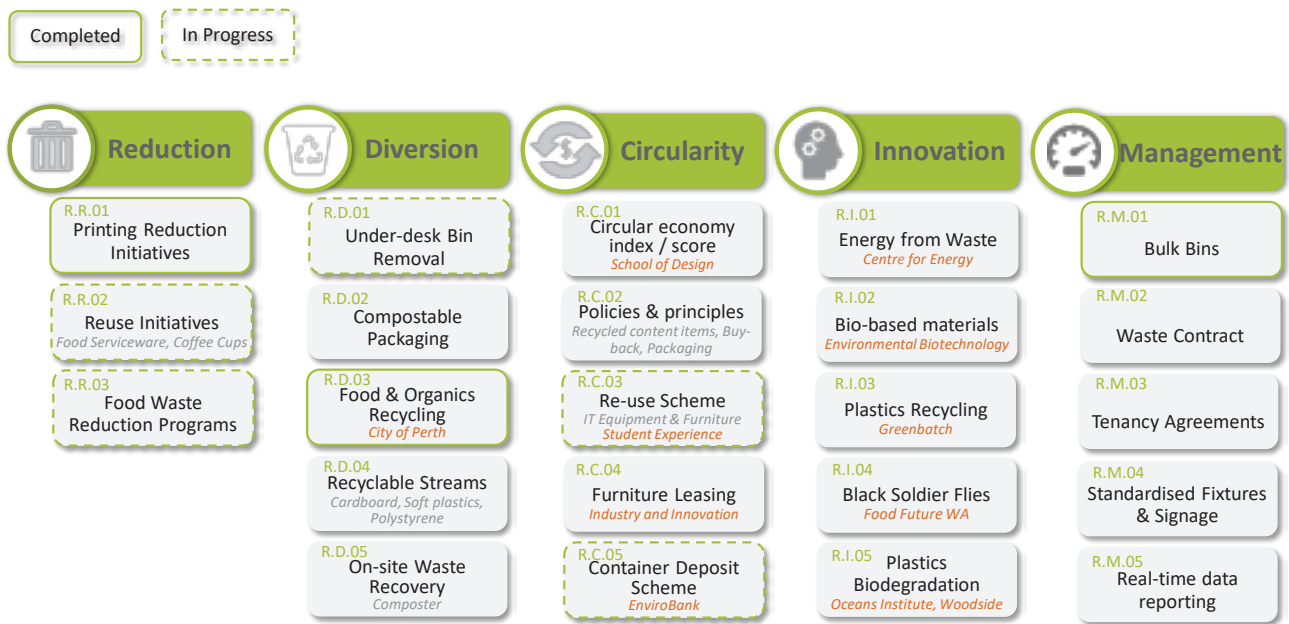 Completed
In Progress
Reduction
R.R.01
Printing Reduction
Initiatives
R.R.02
Reuse Initiatives
Food Serviceware, Coffee Cups
R.R.03
Food Waste
Reduction Programs
Diversion
R.D.01
Under-desk Bin
Removal
R.D.02
Compostable
Packaging
R.D.03
Food & Organics
Recycling
City of Perth
R.D.04
Recyclable Streams
Cardboard, Soft plastics,
Polystyrene
R.D.05
On-site Waste
Recovery
Composter
Circularity
R.C.01
Circular economy
index / score
School of Design
R.C.02
Policies & principles
Recycled content items, Buy-
back, Packaging
R.C.03
Re-use Scheme
IT Equipment & Furniture
Student Experience
R.C.04
Furniture Leasing
Industry and Innovation
R.C.05
Container Deposit
Scheme
EnviroBank
Innovation
R.I.01
Energy from Waste
Centre for Energy
R.I.02
Bio-based materials
Environmental Biotechnology
R.I.03
Plastics Recycling
Greenbatch
R.I.04
Black Soldier Flies
Food Future WA
R.I.05
Plastics
Biodegradation
Oceans Institute, Woodside
Management
R.M.01
Bulk Bins
R.M.02
Waste Contract
R.M.03
Tenancy Agreements
R.M.04
Standardised Fixtures
& Signage
R.M.05
Real-time data
reporting